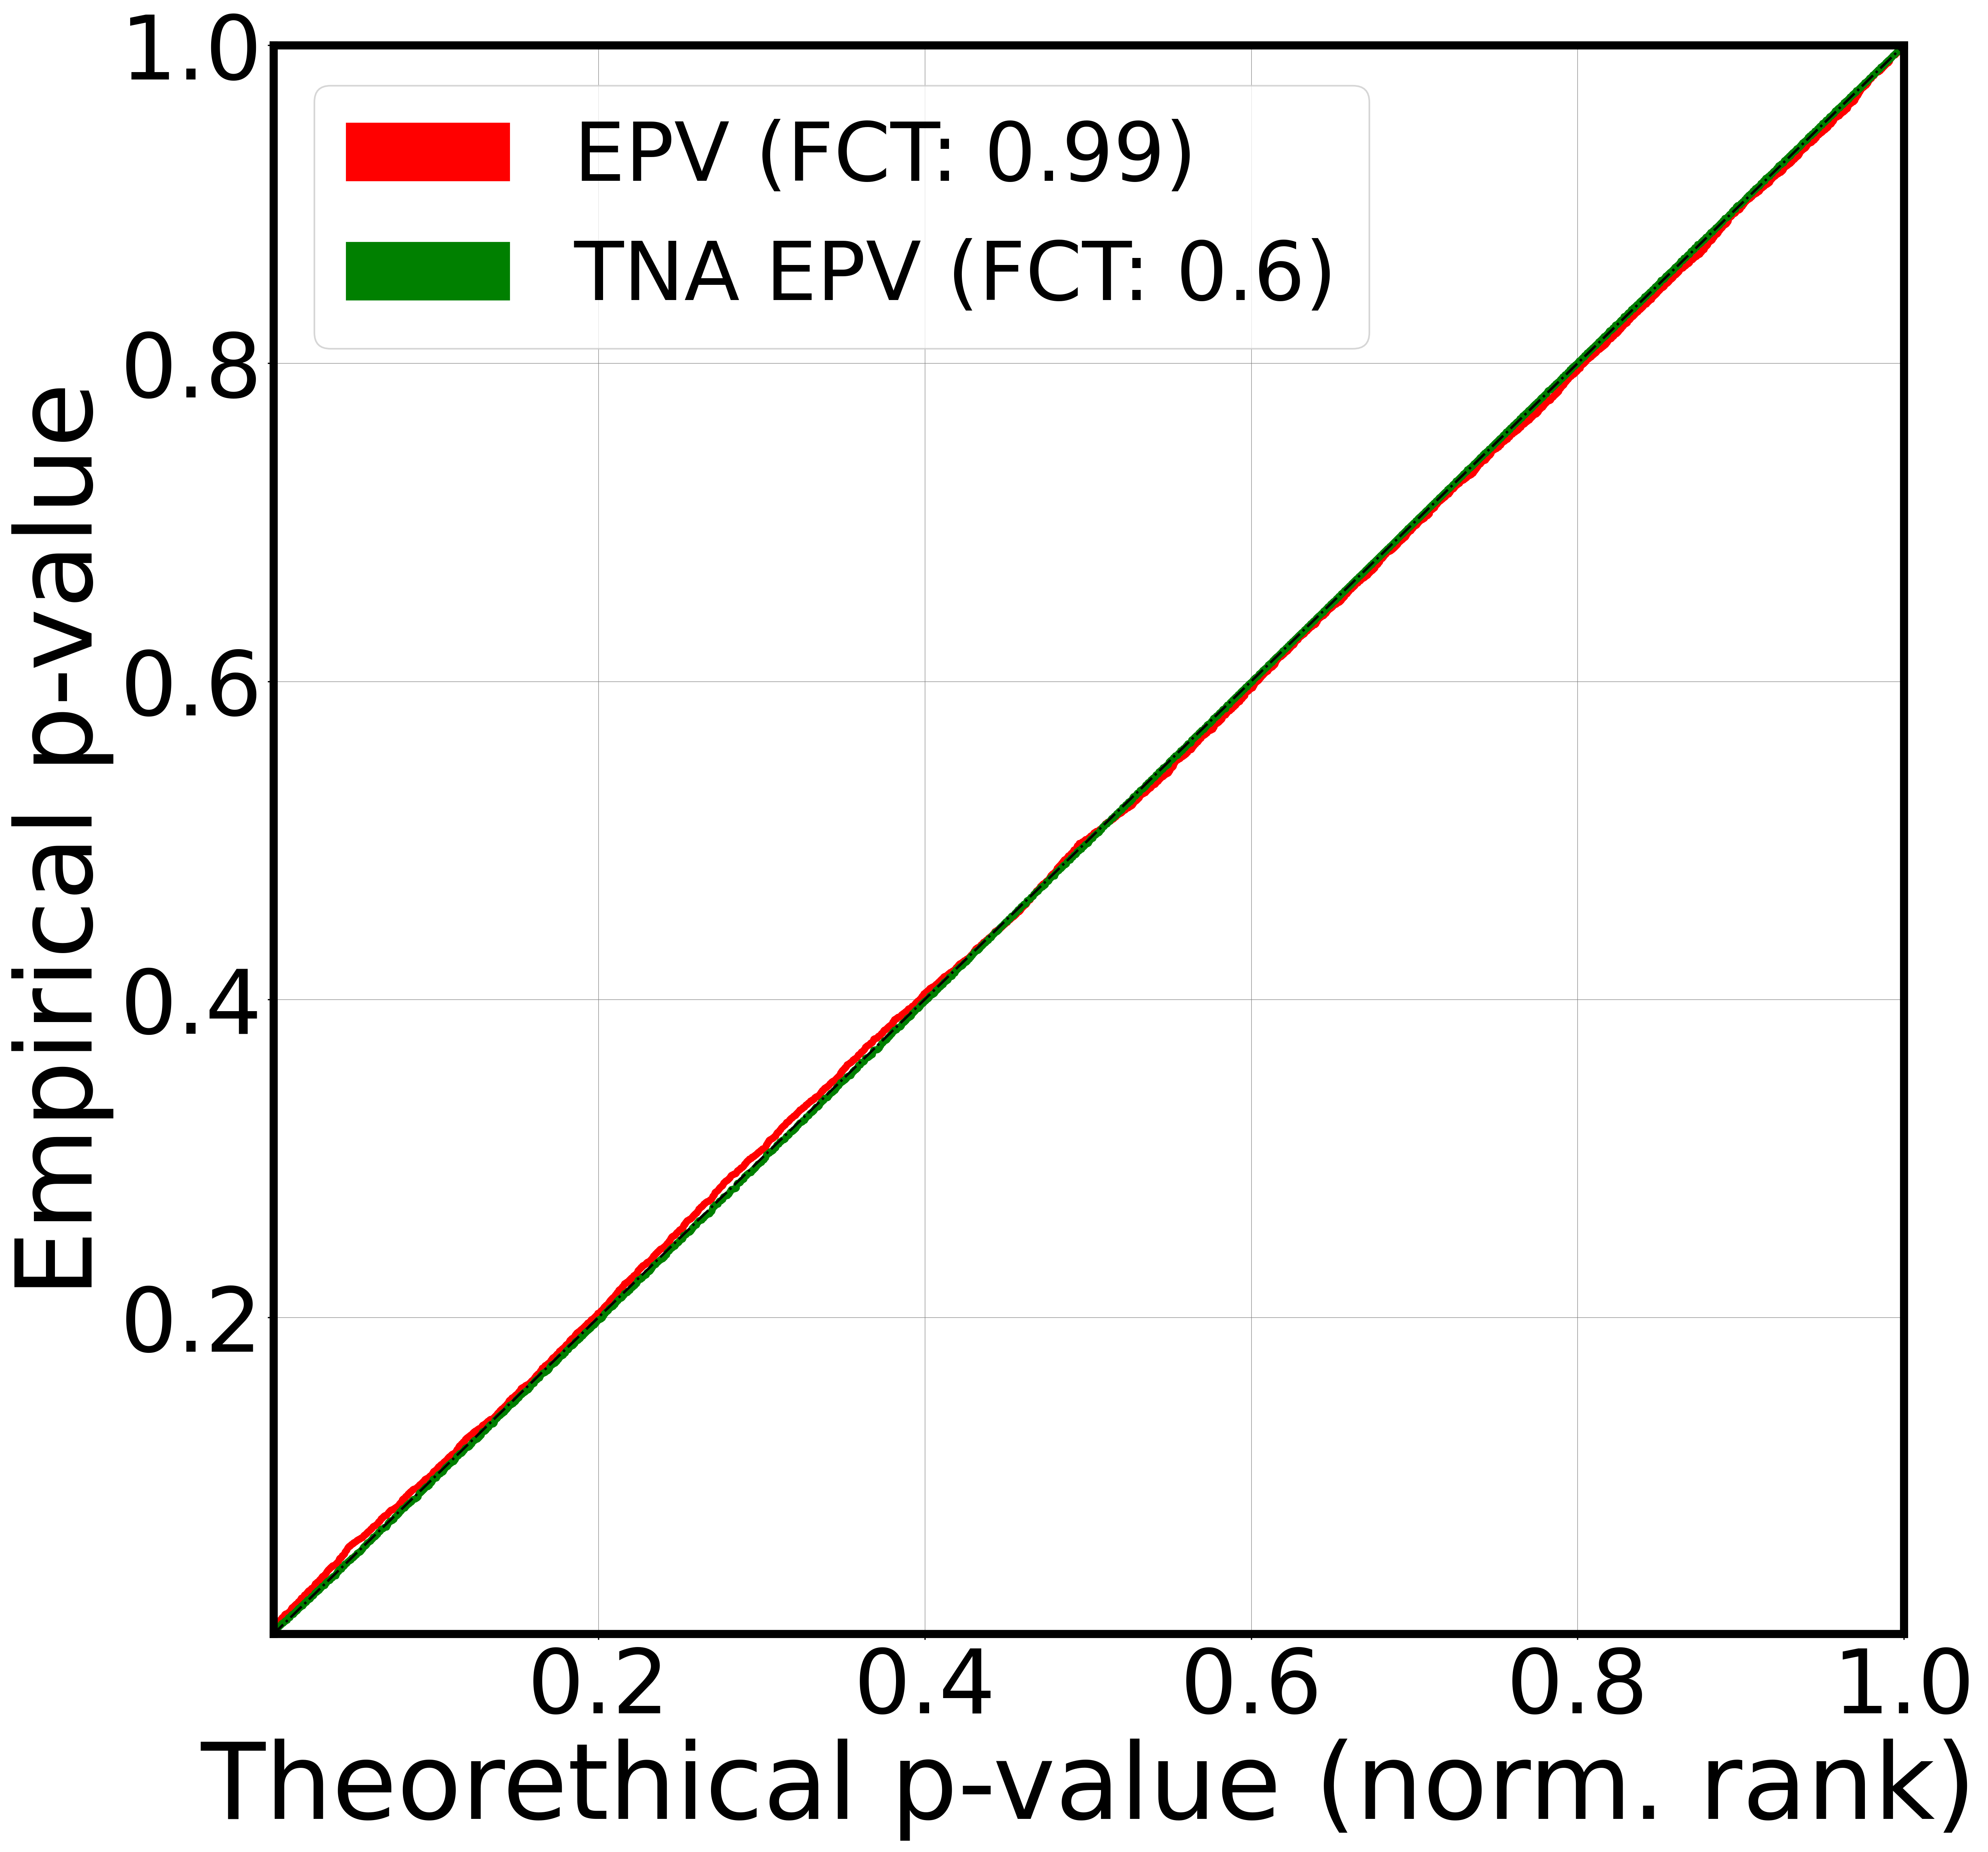 1.0
0.8
0.6
0.4
0.2
Empirical p-value
EPV (FCT: 0.99)
TNA EPV (FCT: 0.6)
0.2 0.4 0.6 0.8 1.0
Theorethical p-value (norm. rank)